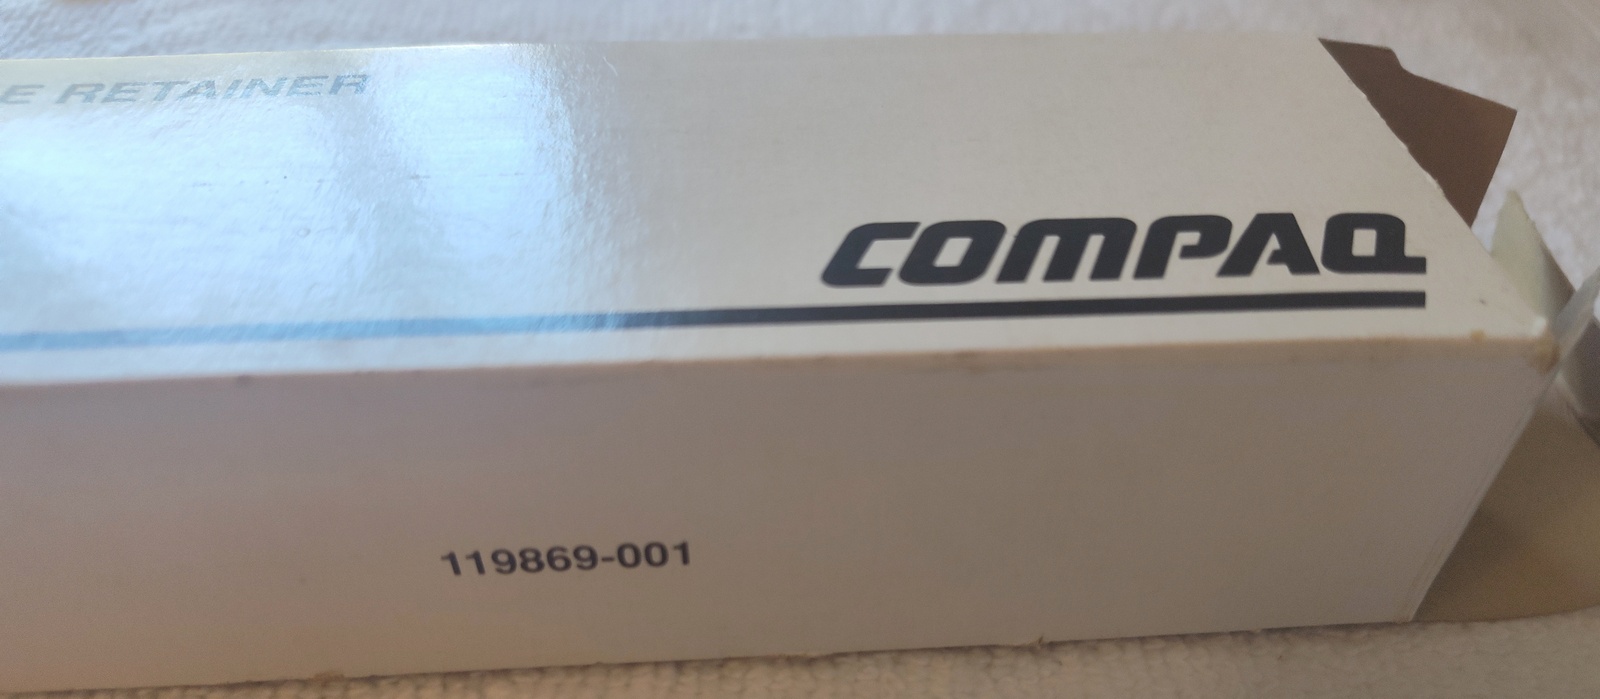 E RETAINER
COMPAQ
119869-001